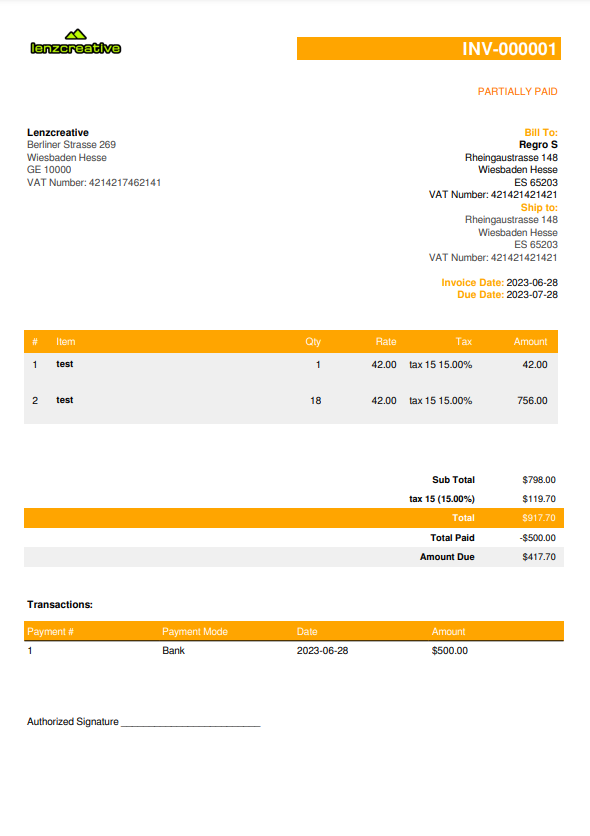 lenzcreative
INV-000001
PARTIALLY PAID
Lenzcreative
Berliner Strasse 269
Wiesbaden Hesse
GE 10000
VAT Number: 4214217462141
Bill To:
Regro S
Rheingaustrasse 148
Wiesbaden Hesse
ES 65203
VAT Number: 421421421421
Ship to:
Rheingaustrasse 148
Wiesbaden Hesse
ES 65203
VAT Number: 421421421421
Invoice Date: 2023-06-28
Due Date: 2023-07-28
# Item Qty Rate Tax Amount
1 test 1 42.00 tax 15 15.00% 42.00
2 test 18 42.00 tax 15 15.00% 756.00
Sub Total $798.00
tax 15 (15.00%) $119.70
Total $917.70
Total Paid -$500.00
Amount Due $417.70
Transactions:
Payment # Payment Mode Date Amount
1 Bank 2023-06-28 $500.00
Authorized Signature _________________________